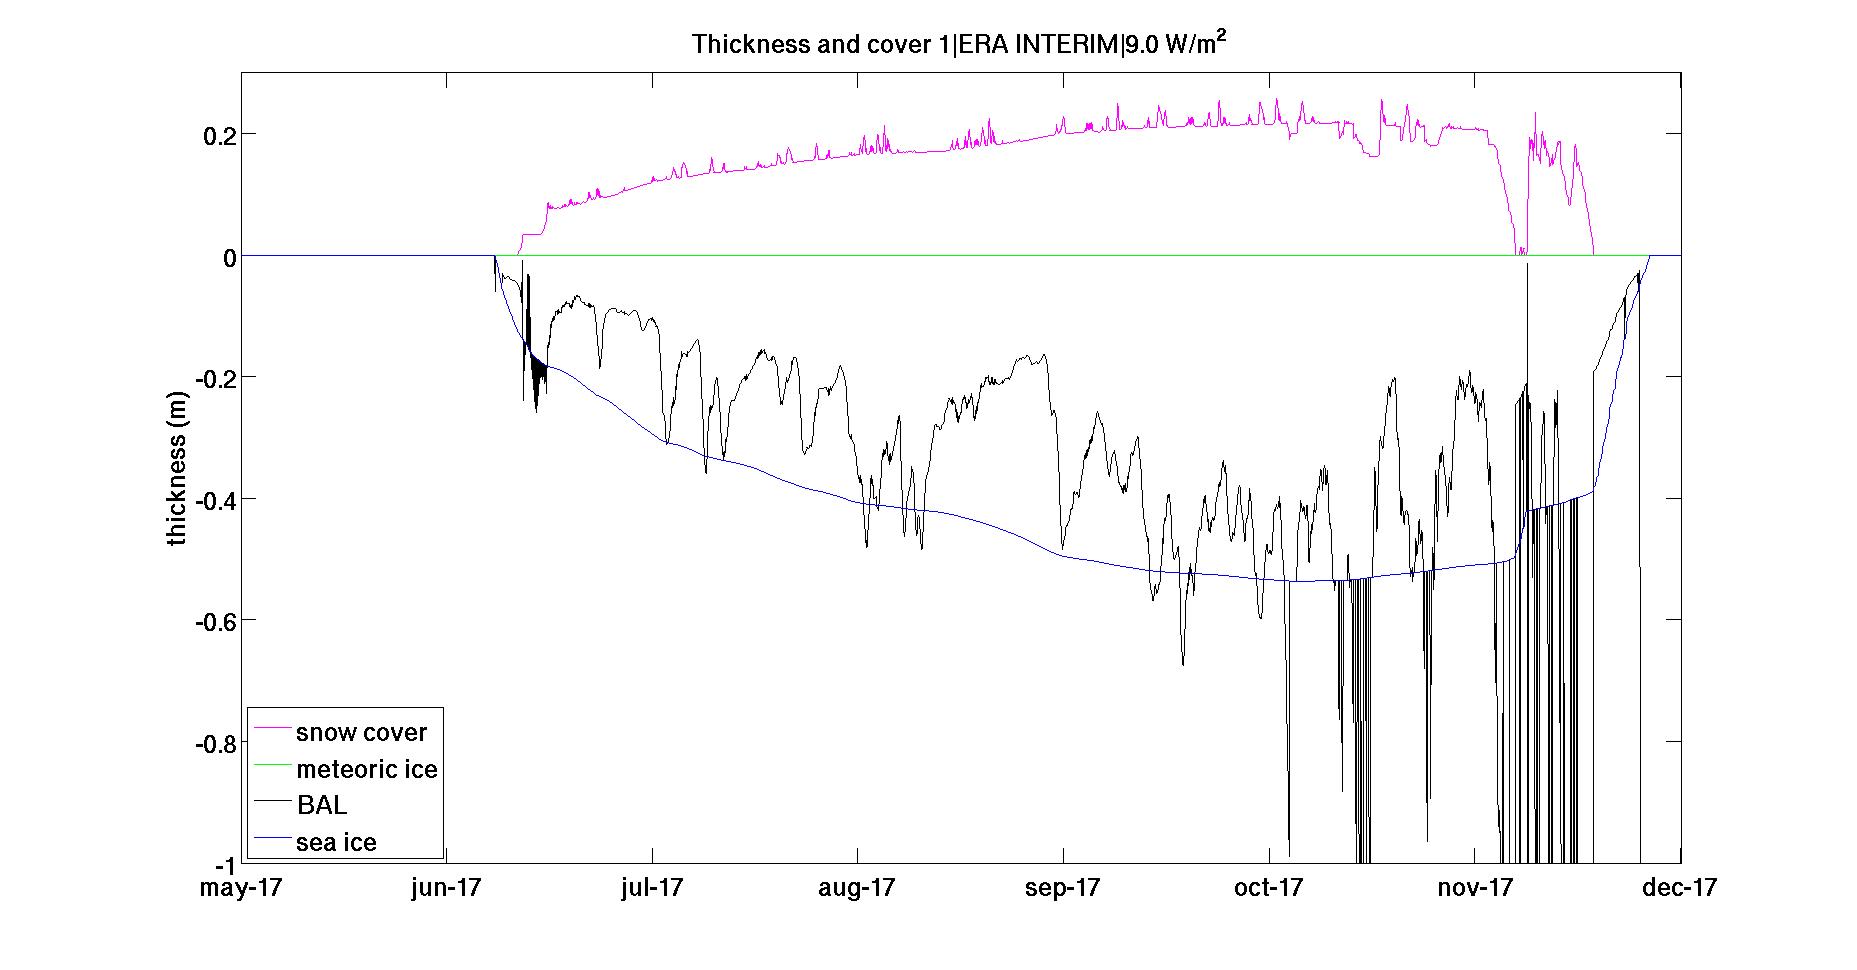 Thickness and cover 1|ERA INTERIM|9.0 W/m²
thickness (m)
0.2
0
-0.2
-0.4
-0.6
-0.8
-1
snow cover
meteoric ice
BAL
sea ice
may-17 jun-17 jul-17 aug-17 sep-17 oct-17 nov-17 dec-17